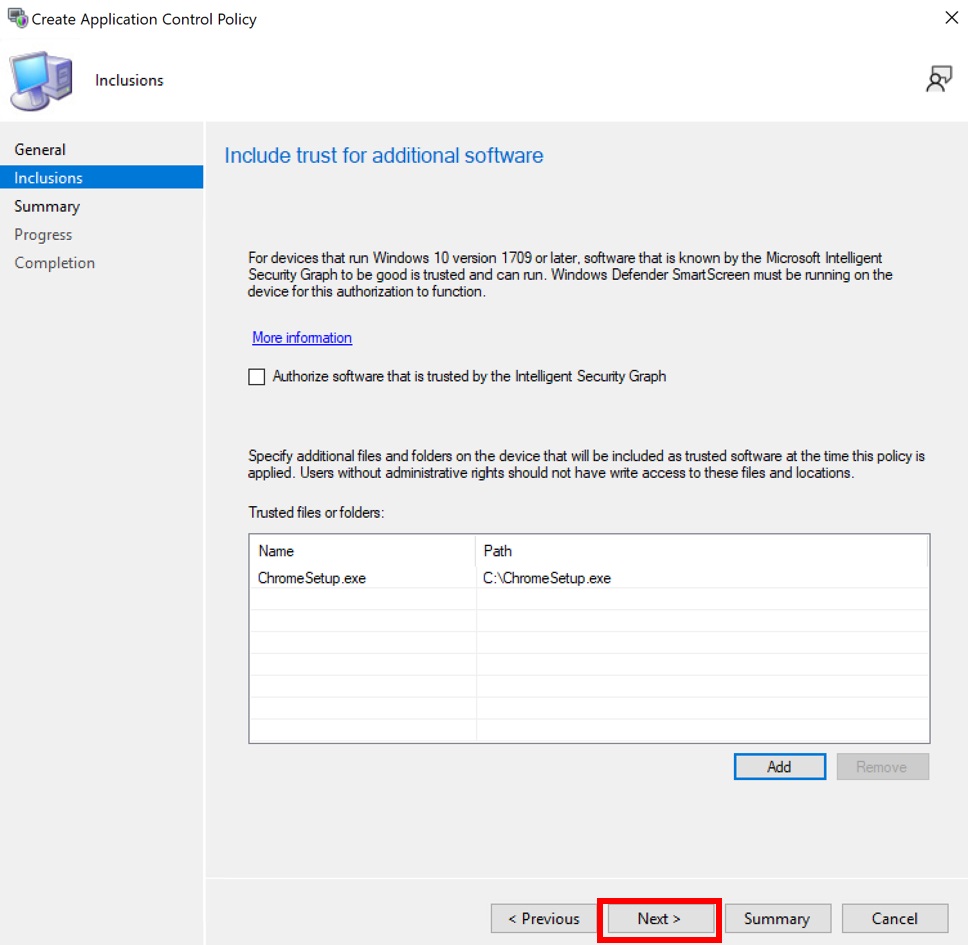 Create Application Control Policy
Inclusions
General
Inclusions
Summary
Progress
Completion
Include trust for additional software
For devices that run Windows 10 version 1709 or later, software that is known by the Microsoft Intelligent
Security Graph to be good is trusted and can run. Windows Defender SmartScreen must be running on the
device for this authorization to function.
More information
Authorize software that is trusted by the Intelligent Security Graph
Specify additional files and folders on the device that will be included as trusted software at the time this policy is
applied. Users without administrative rights should not have write access to these files and locations.
Trusted files or folders:
Name Path
ChromeSetup.exe C:\ChromeSetup.exe
Add Remove
< Previous Next > Summary Cancel